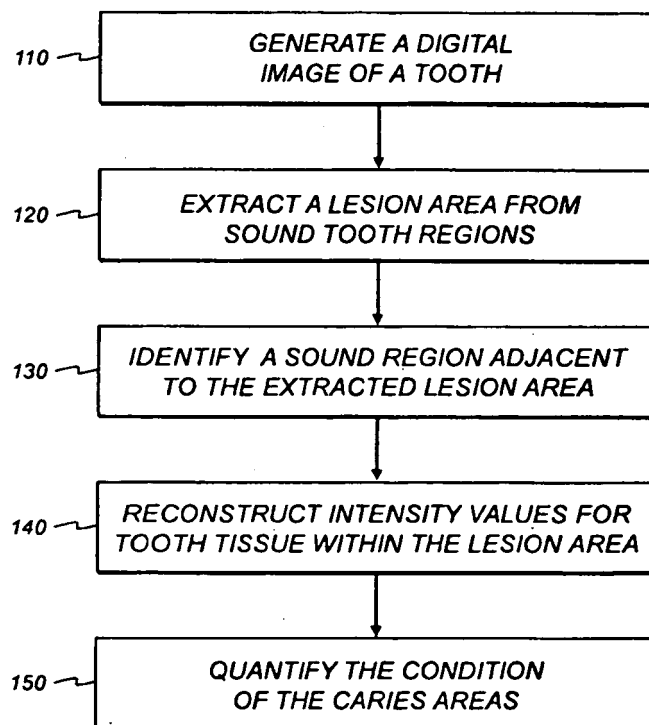 110
GENERATE A DIGITAL
IMAGE OF A TOOTH
120
EXTRACT A LESION AREA FROM
SOUND TOOTH REGIONS
130
IDENTIFY A SOUND REGION ADJACENT
TO THE EXTRACTED LESION AREA
140
RECONSTRUCT INTENSITY VALUES FOR
TOOTH TISSUE WITHIN THE LESION AREA
150
QUANTIFY THE CONDITION
OF THE CARIES AREAS